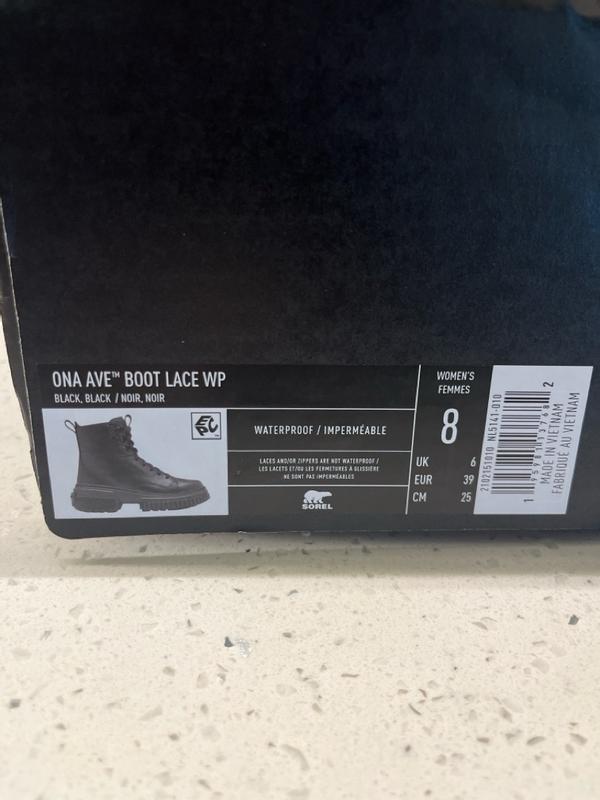 ONA AVE™ BOOT LACE WP
BLACK, BLACK / NOIR, NOIR
EPC
WATERPROOF / IMPERMÉABLE
LACES AND/OR ZIPPERS ARE NOT WATERPROOF /
LES LACETS ET/OU LES FERMETURES À GLISSIÈRE
NE SONT PAS IMPERMÉABLES
SOREL
WOMEN'S
FEMMES
8
UK 6
EUR 39
CM 25
2102151010 NL5141-010
MADE IN VIETNAM
FABRIQUÉ AU VIETNAM